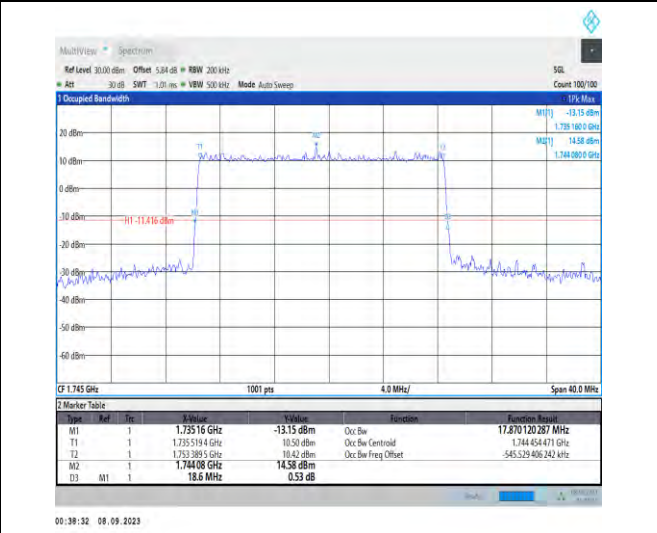 MultiView Spectrum
Ref Level 30.00 dBm Offset 5.84 dB RBW 200 kHz SGL
Att 30 dB SWT 1.01 ms VBW 500 kHz Mode Auto Sweep Count 100/100
1 Occupied Bandwidth 1Pk Max
M1[1] -13.15 dBm
1.735 160 0 GHz
M2[1] 14.58 dBm
1.744 080 0 GHz
20 dBm
T1 M2
10 dBm
0 dBm
-10 dBm H1 -11.416 dBm M1
-20 dBm
-30 dBm
-40 dBm
-50 dBm
-60 dBm
CF 1.745 GHz 1001 pts 4.0 MHz/ Span 40.0 MHz
2 Marker Table
Type Ref Trc X-Value Y-Value Function Function Result
M1 1 1.73516 GHz -13.15 dBm Occ Bw 17.870 120 287 MHz
T1 1 1.735 519 4 GHz 10.50 dBm Occ Bw Centroid 1.744 454 471 GHz
T2 1 1.753 389 5 GHz 10.42 dBm Occ Bw Freq Offset -545.529 406 242 kHz
M2 1 1.74408 GHz 14.58 dBm
D3 M1 1 18.6 MHz 0.53 dB
00:38:32 08.09.2023